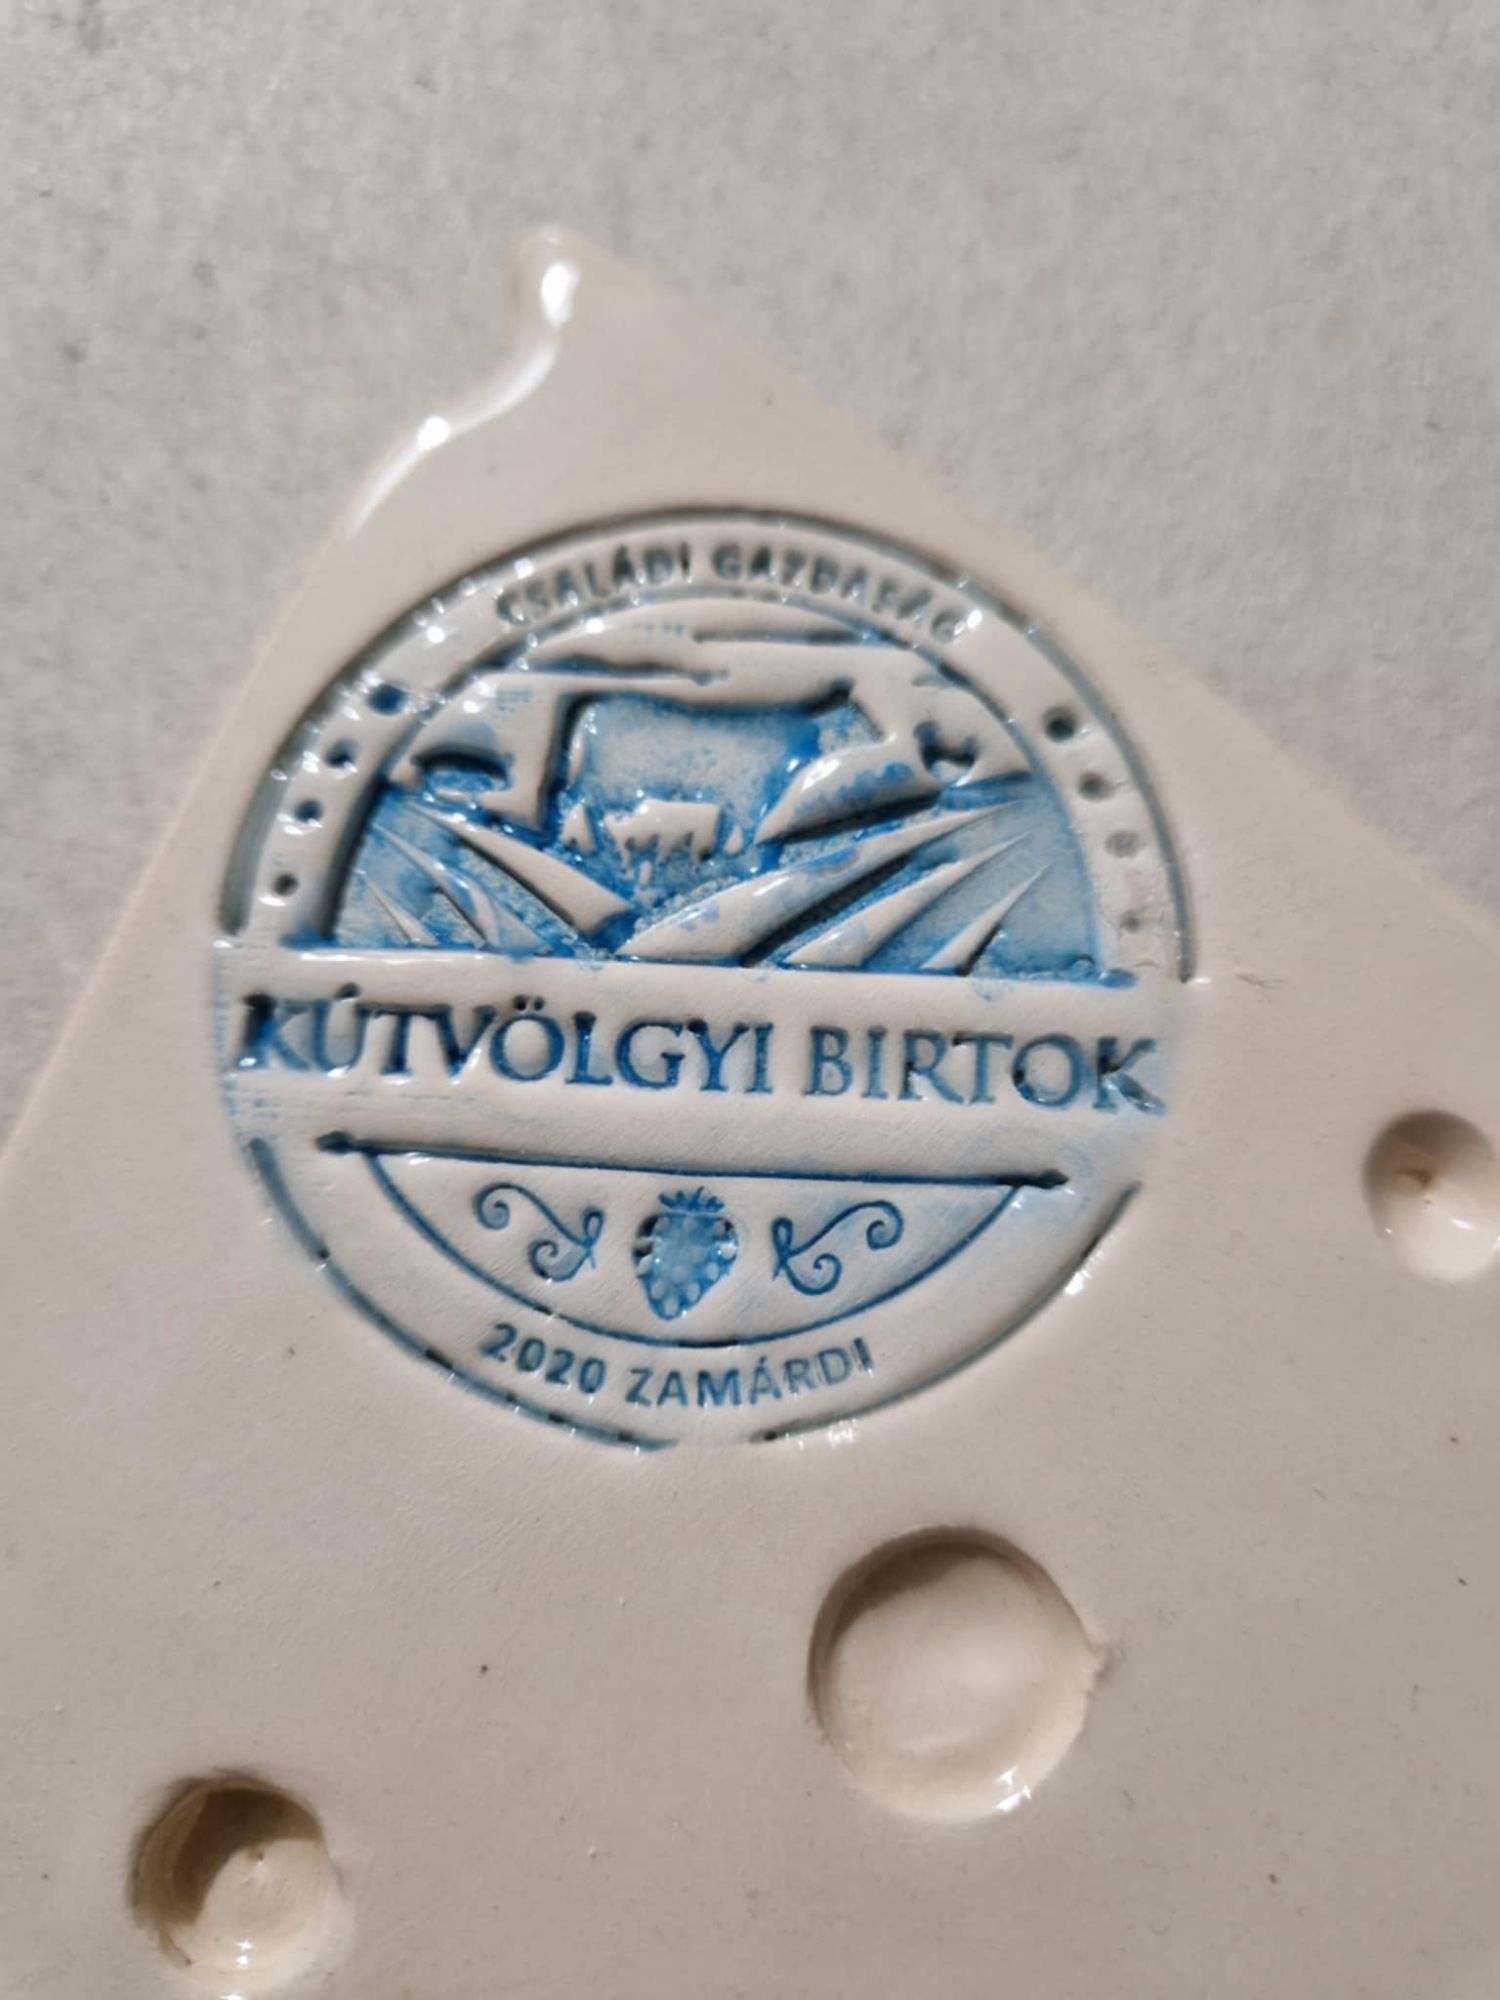 CSALÁDI GAZDASÁG
KÚTVÖLGYI BIRTOK
2020 ZAMÁRDI